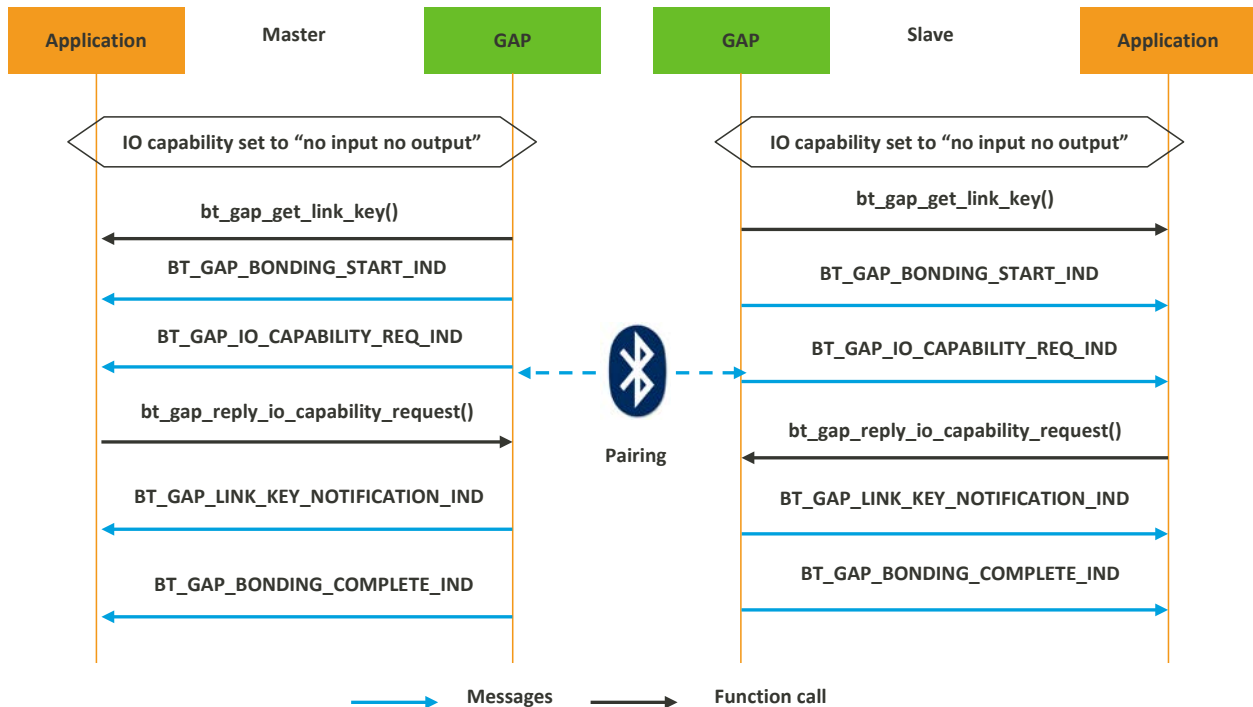 Application
Master
GAP
GAP
Slave
Application
IO capability set to “no input no output”
IO capability set to “no input no output”
bt_gap_get_link_key()
bt_gap_get_link_key()
BT_GAP_BONDING_START_IND
BT_GAP_BONDING_START_IND
BT_GAP_IO_CAPABILITY_REQ_IND
BT_GAP_IO_CAPABILITY_REQ_IND
bt_gap_reply_io_capability_request()
bt_gap_reply_io_capability_request()
Pairing
BT_GAP_LINK_KEY_NOTIFICATION_IND
BT_GAP_LINK_KEY_NOTIFICATION_IND
BT_GAP_BONDING_COMPLETE_IND
BT_GAP_BONDING_COMPLETE_IND
Messages
Function call